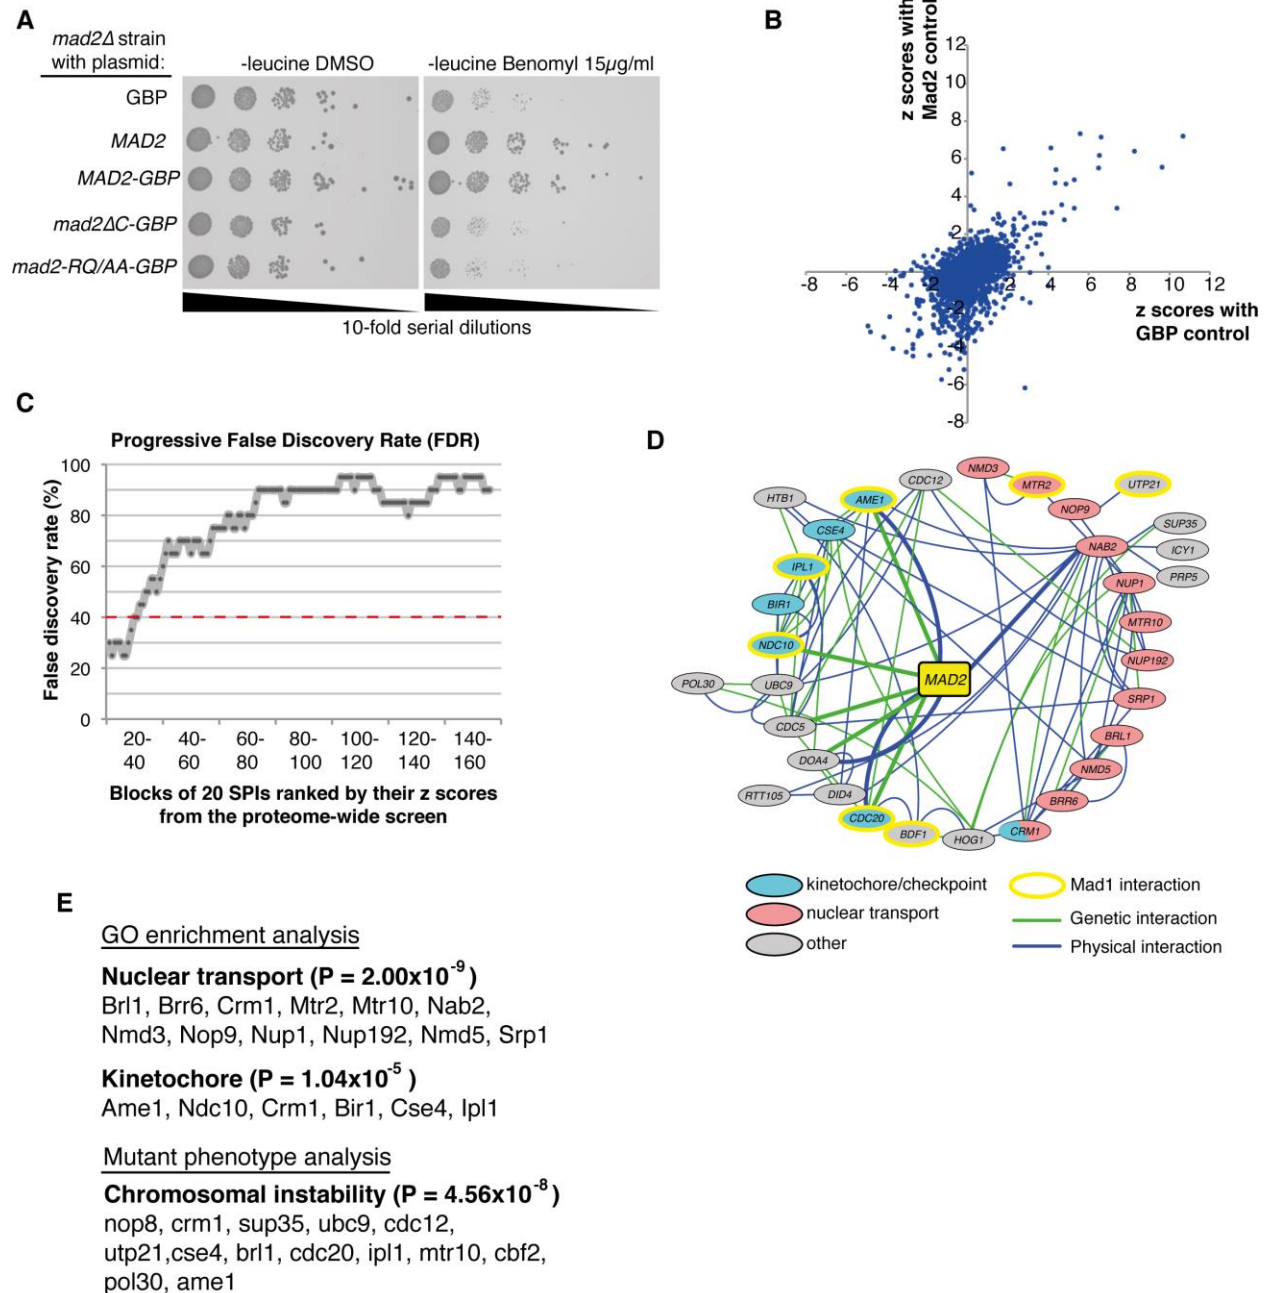 A
mad2Δ strain
with plasmid:
-leucine DMSO
-leucine Benomyl 15µg/ml
GBP
MAD2
MAD2-GBP
mad2ΔC-GBP
mad2-RQ/AA-GBP
10-fold serial dilutions
B
z scores with
Mad2 control
12
10
8
6
4
2
-2
-4
-6
-8
-8 -6 -4 -2 2 4 6 8 10 12
z scores with
GBP control
C
Progressive False Discovery Rate (FDR)
False discovery rate (%)
100
80
60
40
20
0
20- 40- 60- 80- 100- 120- 140-
40 60 80 100 120 140 160
Blocks of 20 SPIs ranked by their z scores
from the proteome-wide screen
D
NMD3
CDC12
MTR2
UTP21
HTB1
AME1
NOP9
SUP35
CSE4
NAB2
ICY1
IPL1
PRP5
NUP1
BIR1
MTR10
NDC10
NUP192
MAD2
POL30
UBC9
SRP1
CDC5
BRL1
DOA4
NMD5
RTT105
DID4
BRR6
CDC20
BDF1
HOG1
CRM1
kinetochore/checkpoint
nuclear transport
other
Mad1 interaction
Genetic interaction
Physical interaction
E
GO enrichment analysis
Nuclear transport (P = 2.00x10⁻⁹)
Brl1, Brr6, Crm1, Mtr2, Mtr10, Nab2,
Nmd3, Nop9, Nup1, Nup192, Nmd5, Srp1
Kinetochore (P = 1.04x10⁻⁵ )
Ame1, Ndc10, Crm1, Bir1, Cse4, Ipl1
Mutant phenotype analysis
Chromosomal instability (P = 4.56x10⁻⁸)
nop8, crm1, sup35, ubc9, cdc12,
utp21,cse4, brl1, cdc20, ipl1, mtr10, cbf2,
pol30, ame1